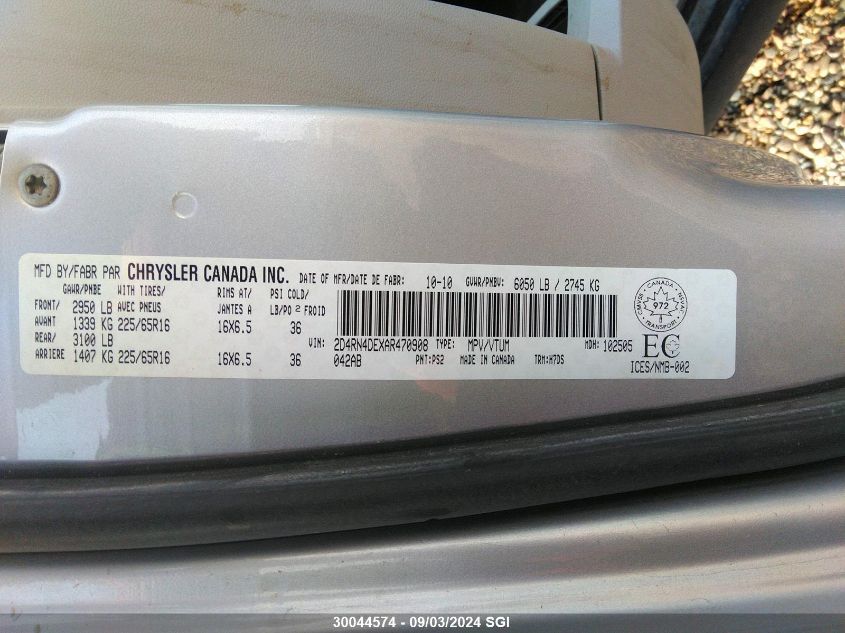 MFD BY/FABR PAR CHRYSLER CANADA INC. DATE OF MFR/DATE DE FABR: 10-10 GVWR/PNBV: 6050 LB / 2745 KG
GAWR/PNBE WITH TIRES/ RIMS AT/ PSI COLD/
FRONT/ 2950 LB AVEC PNEUS JANTES A LB/PO 2 FROID
AVANT 1339 KG 225/65R16 16X6.5 36
REAR/ 3100 LB VIN: 2D4RN4DEXAR470908 TYPE: MPV/VTUM MDH: 102505
ARRIERE 1407 KG 225/65R16 16X6.5 36 042AB PNT:PS2 MADE IN CANADA TRM:H7DS
CANADA
972
TRANSPORT
EC
ICES/NMB-002
30044574 - 09/03/2024 SGI